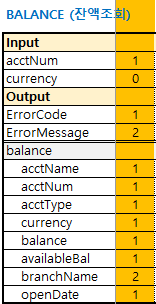 BALANCE (잔액조회)
Input
acctNum 1
currency 0
Output
ErrorCode 1
ErrorMessage 2
balance
acctName 1
acctNum 1
acctType 1
currency 1
balance 1
availableBal 1
branchName 2
openDate 1